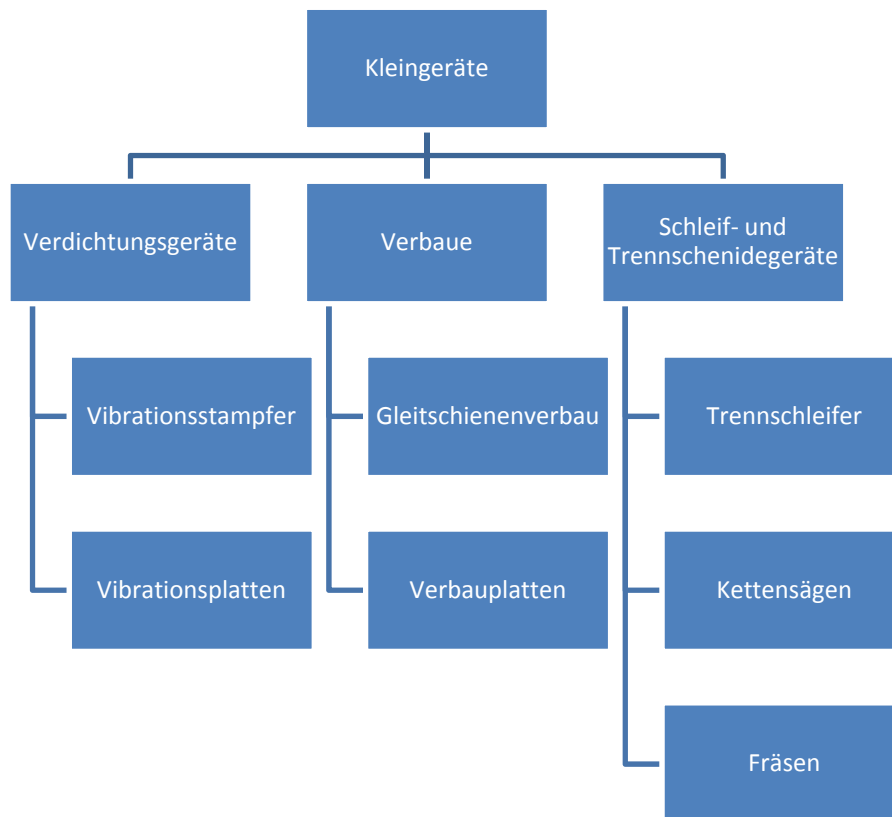 Kleingeräte
Verdichtungsgeräte
Verbaue
Schleif- und
Trennschenidegeräte
Vibrationsstampfer
Gleitschienenverbau
Trennschleifer
Vibrationsplatten
Verbauplatten
Kettensägen
Fräsen